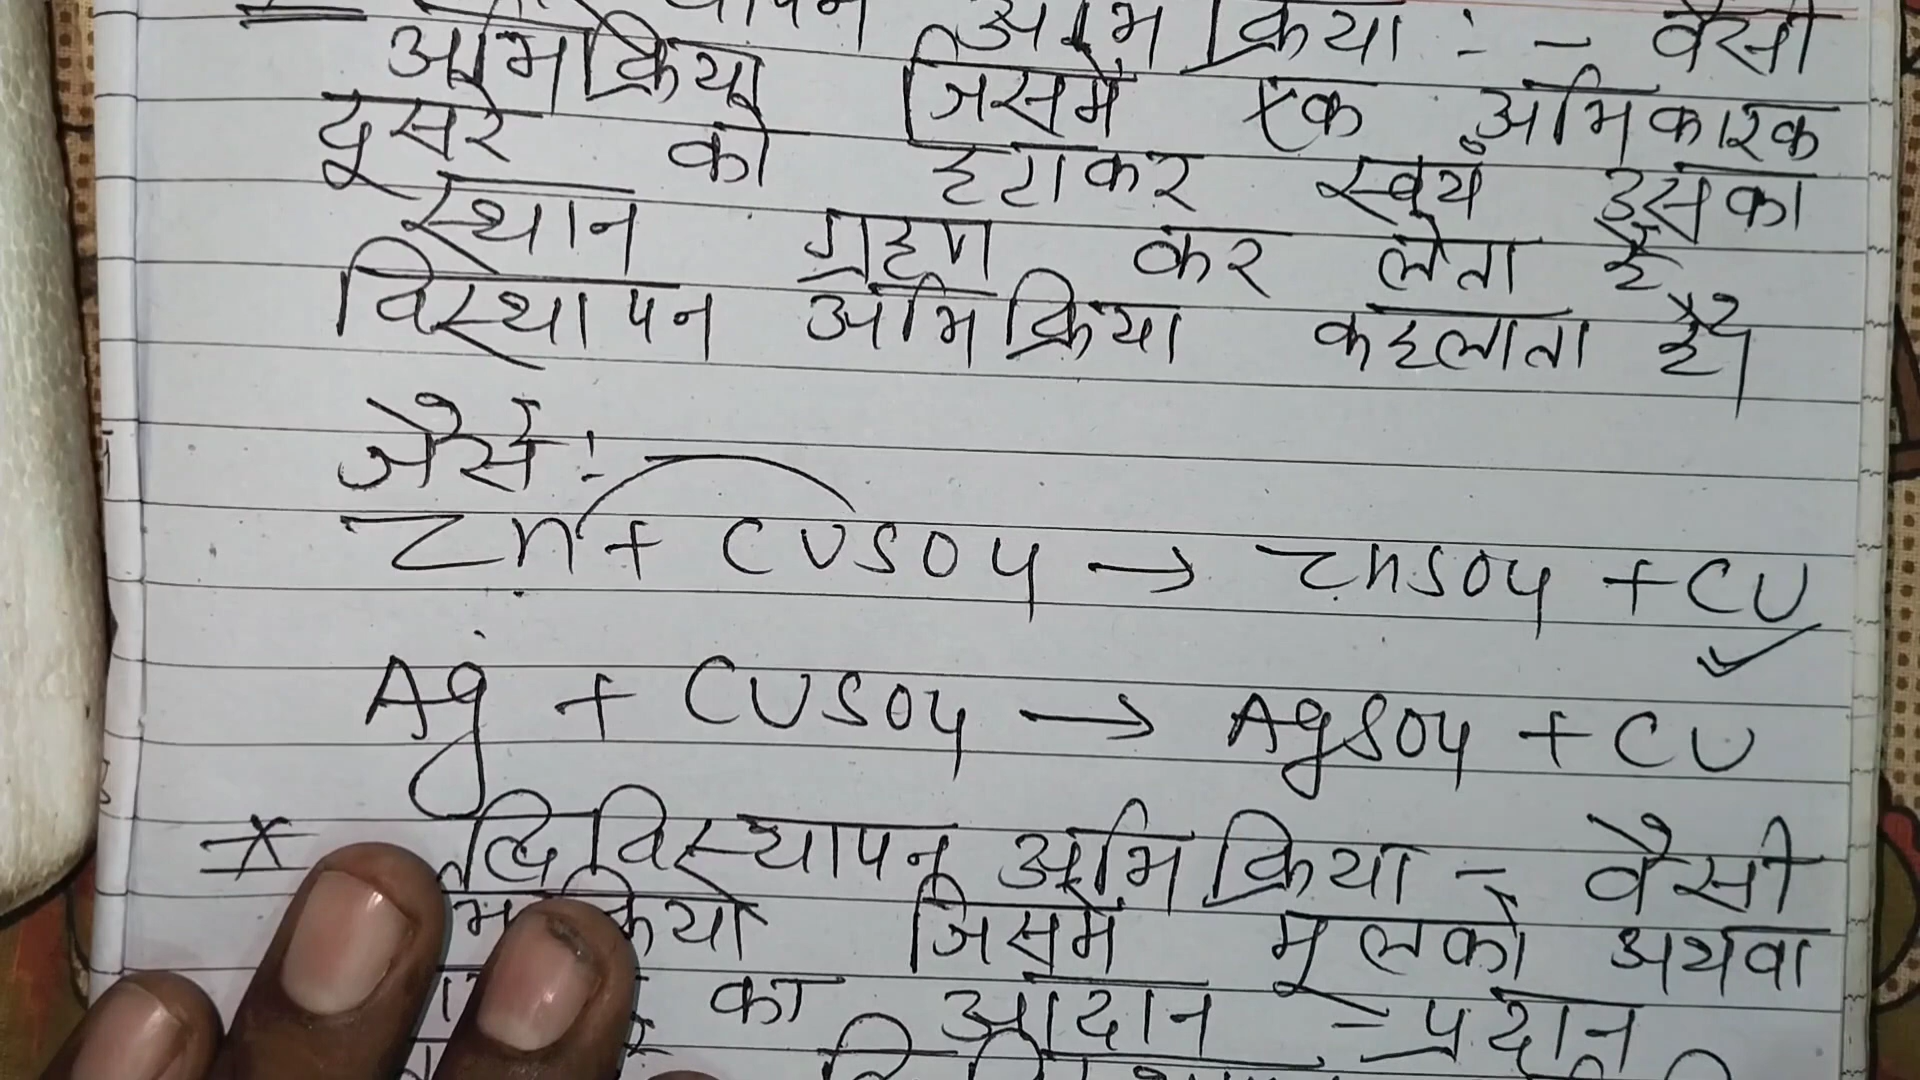 अभिक्रिया :- वैसी
अभिक्रिया जिसमें एक अभिकारक
दूसरे को हटाकर स्वयं इसका
स्थान ग्रहण कर लेता है
विस्थापन अभिक्रिया कहलाता है।
जैसे:
Zn + CUSO4 → ZnSO4 + CU
Ag + CUSO4 → AgSO4 + CU
* द्विविस्थापन अभिक्रिया - वैसी
जिसमें मूलको अथवा
का आदान = प्रदान